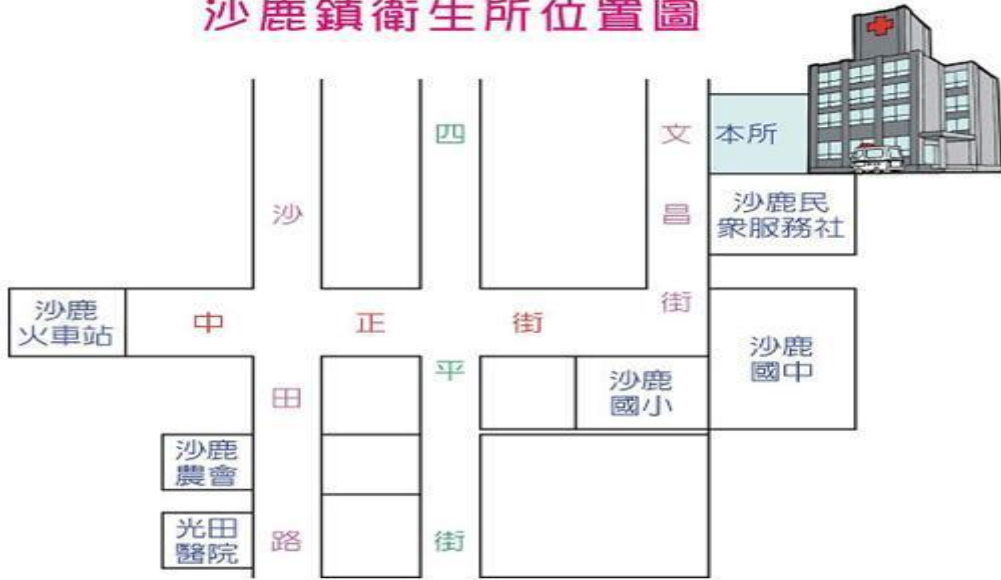 沙鹿鎮衛生所位置圖
本所
沙鹿民
衆服務社
文昌街
四平街
沙田路
中正街
沙鹿
火車站
沙鹿
國中
沙鹿
國小
沙鹿
農會
光田
醫院